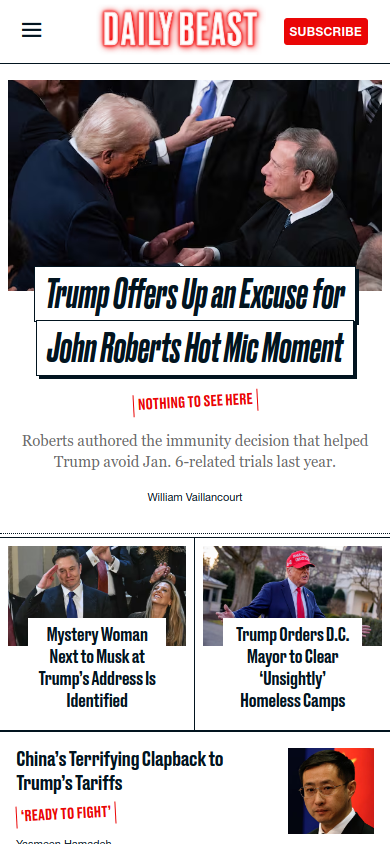 DAILY BEAST
SUBSCRIBE
Trump Offers Up an Excuse for
John Roberts Hot Mic Moment
NOTHING TO SEE HERE
Roberts authored the immunity decision that helped
Trump avoid Jan. 6-related trials last year.
William Vaillancourt
Mystery Woman
Next to Musk at
Trump's Address Is
Identified
Trump Orders D.C.
Mayor to Clear
‘Unsightly’
Homeless Camps
China’s Terrifying Clapback to
Trump’s Tariffs
‘READY TO FIGHT’
Yasmeen Hamadeh